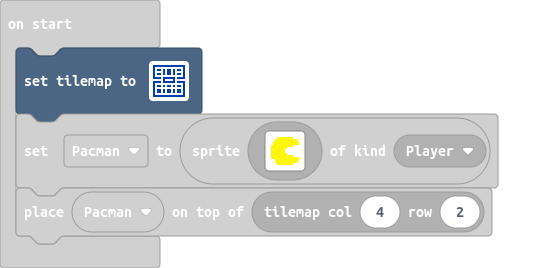 on start
set tilemap to
set Pacman to sprite of kind Player
place Pacman on top of tilemap col 4 row 2